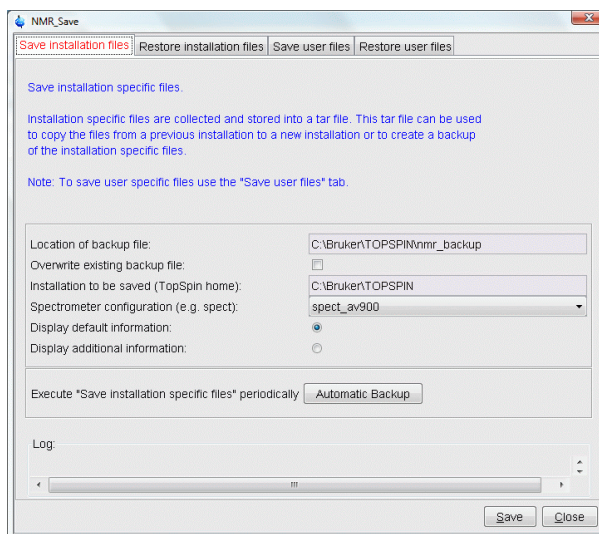 NMR_Save
Save installation files Restore installation files Save user files Restore user files
Save installation specific files.
Installation specific files are collected and stored into a tar file. This tar file can be used
to copy the files from a previous installation to a new installation or to create a backup
of the installation specific files.
Note: To save user specific files use the "Save user files" tab.
Location of backup file: C:\Bruker\TOPSPIN\nmr_backup
Overwrite existing backup file:
Installation to be saved (TopSpin home): C:\Bruker\TOPSPIN
Spectrometer configuration (e.g. spect): spect_av900
Display default information:
Display additional information:
Execute "Save installation specific files" periodically Automatic Backup
Log:
Save Close